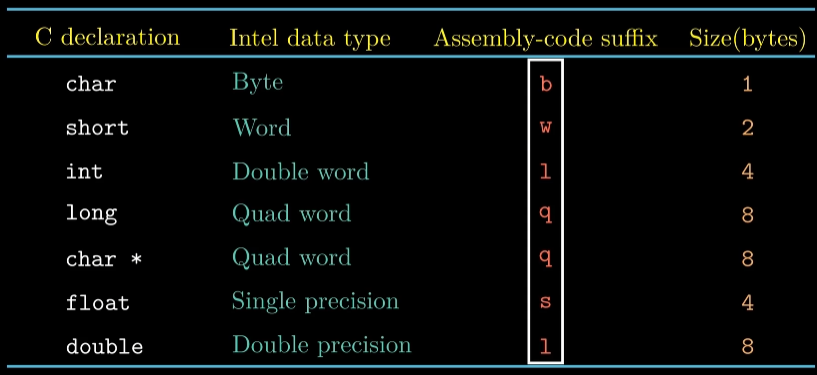 C declaration Intel data type Assembly-code suffix Size(bytes)
char Byte b 1
short Word w 2
int Double word l 4
long Quad word q 8
char * Quad word q 8
float Single precision s 4
double Double precision l 8